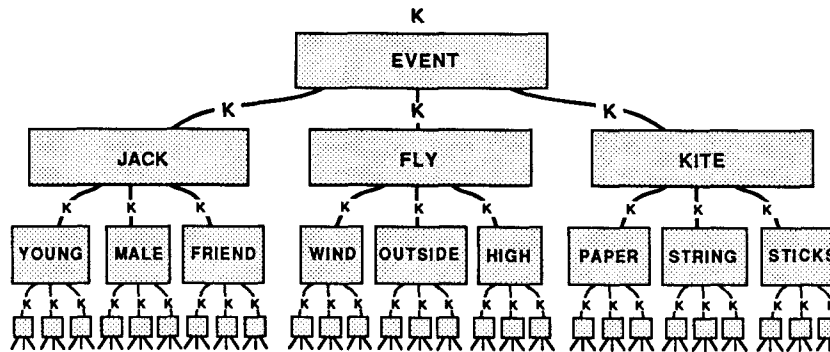 K
EVENT
K K K
JACK FLY KITE
K K K K K K K K K
YOUNG MALE FRIEND WIND OUTSIDE HIGH PAPER STRING STICKS
K K K K K K K K K K K K K K K K K K K K K K K K K K K